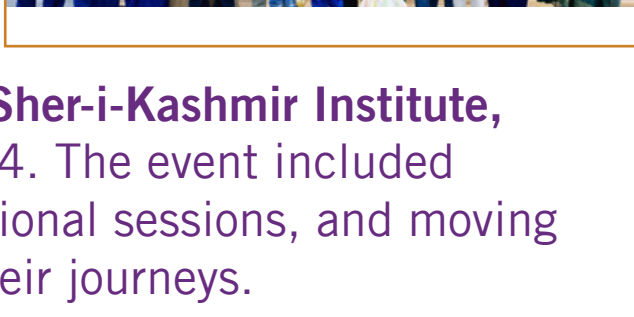 Sher-i-Kashmir Institute,
4. The event included
ional sessions, and moving
eir journeys.